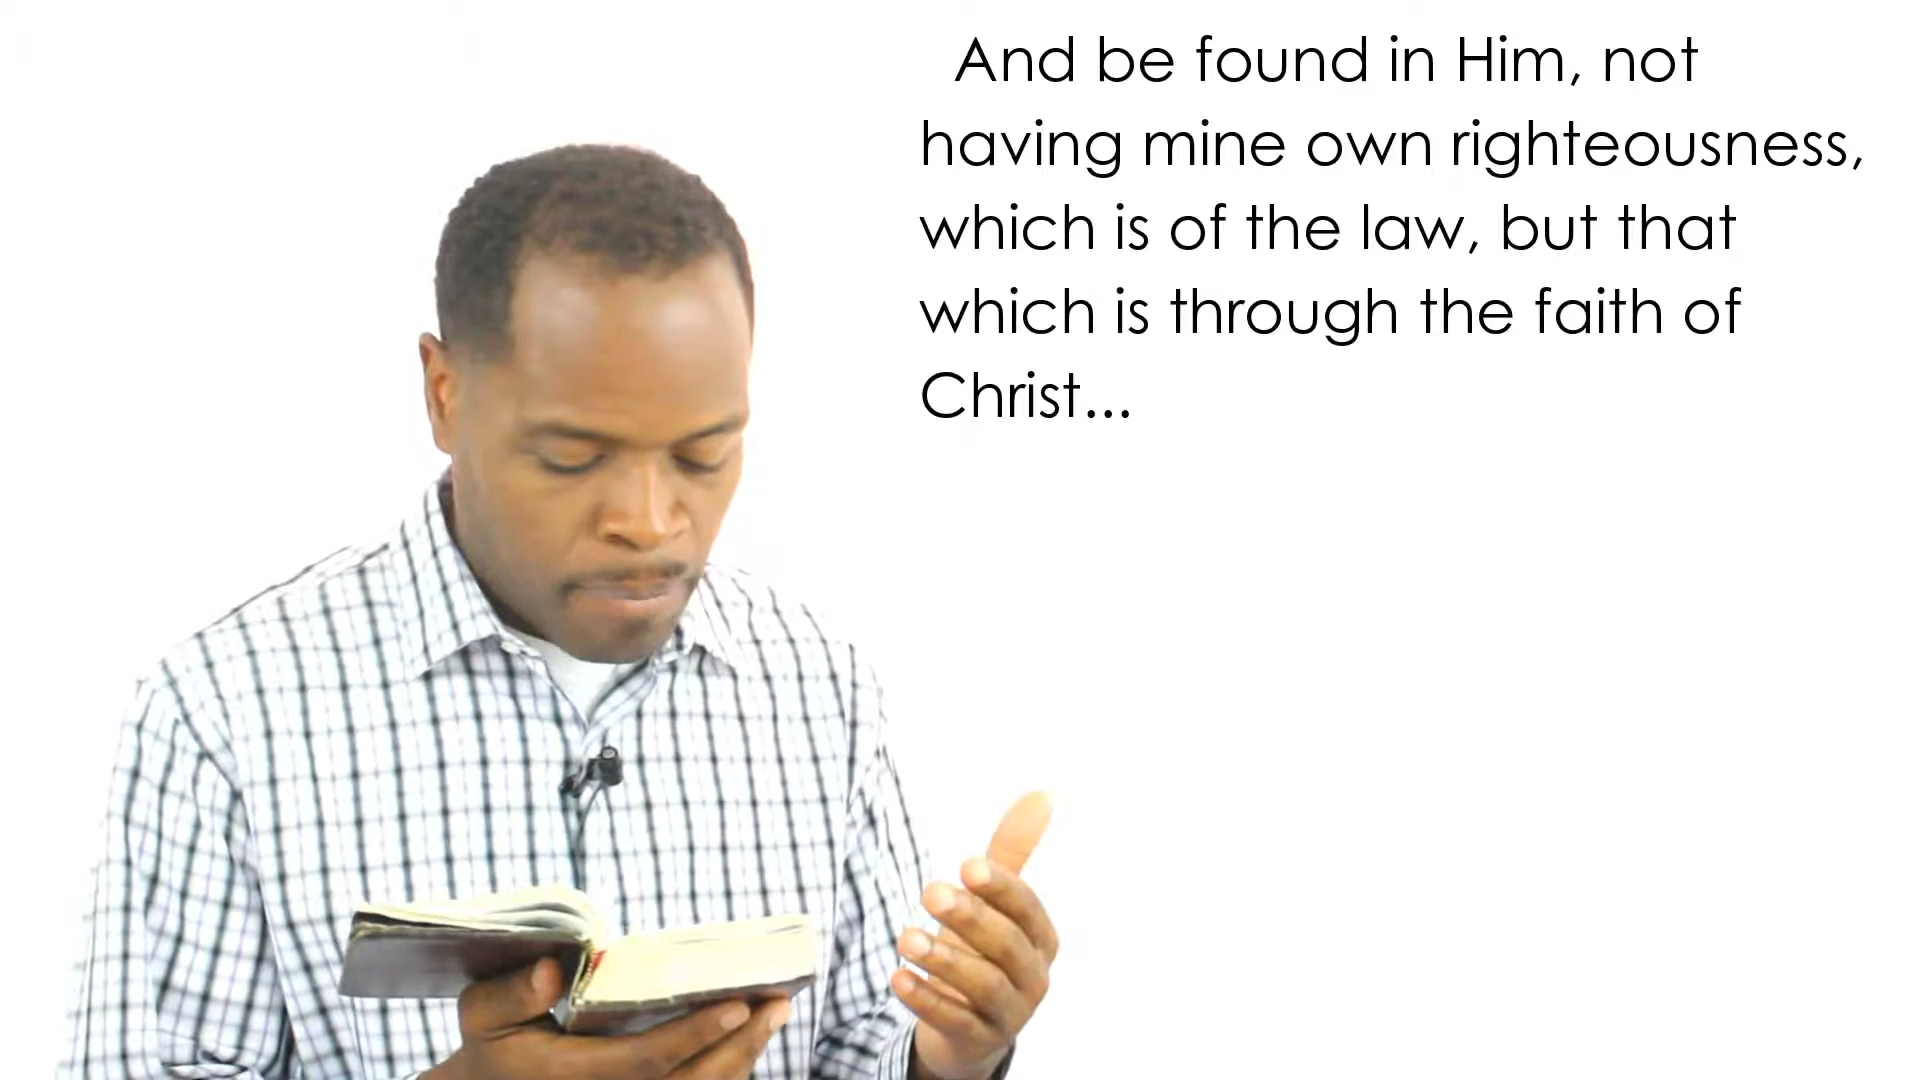 And be found in Him, not
having mine own righteousness,
which is of the law, but that
which is through the faith of
Christ...